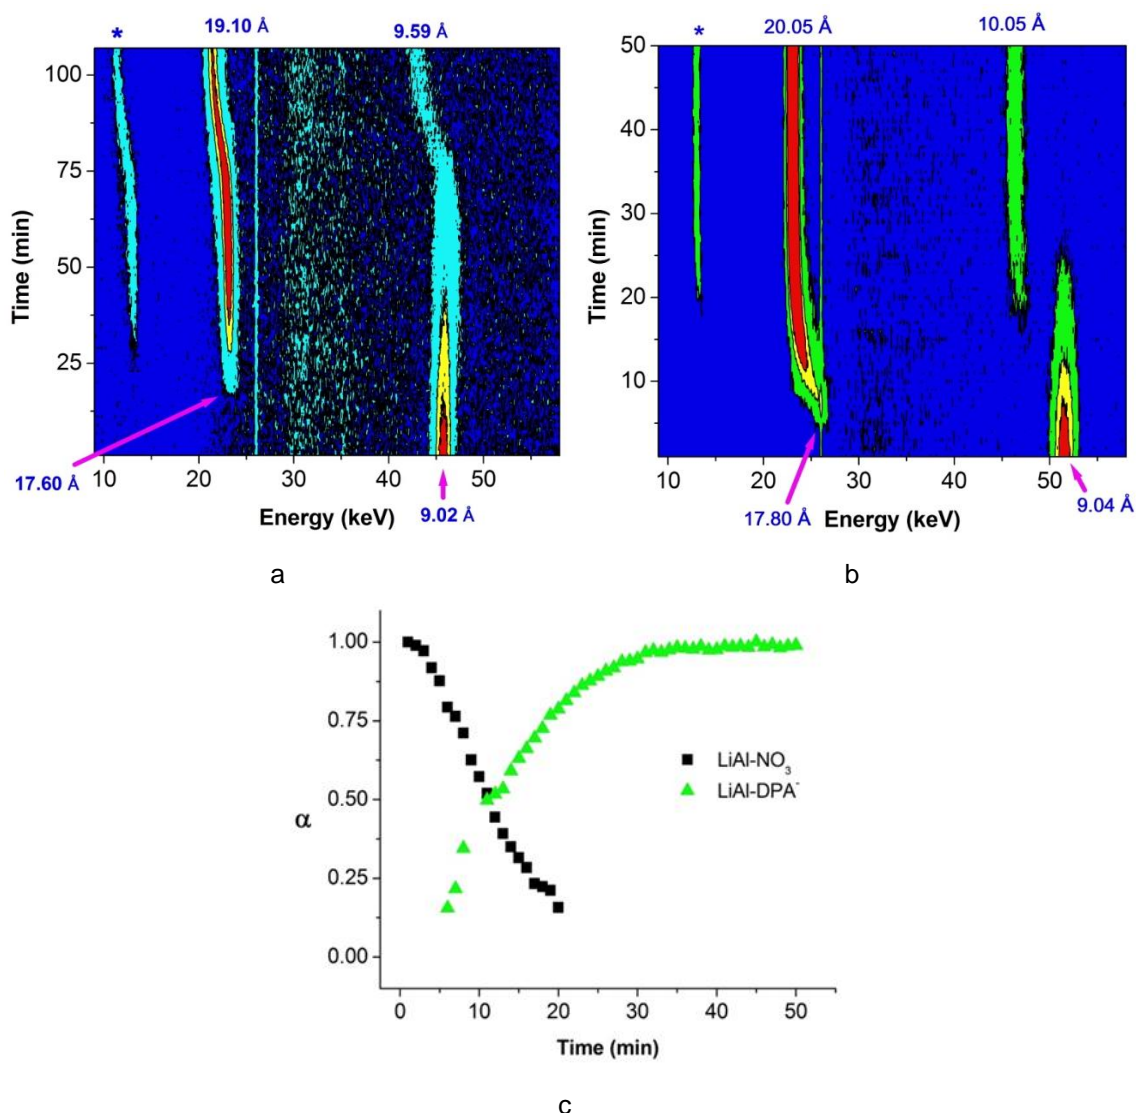 * 19.10 Å 9.59 Å
100
75
50
25
Time (min)
10 20 30 40 50
17.60 Å
Energy (keV)
9.02 Å
a
* 20.05 Å 10.05 Å
50
40
30
20
10
Time (min)
10 20 30 40 50
17.80 Å
Energy (keV)
9.04 Å
b
1.00
0.75
0.50
0.25
0.00
α
LiAl-NO₃
LiAl-DPA⁻
0 10 20 30 40 50
Time (min)
c